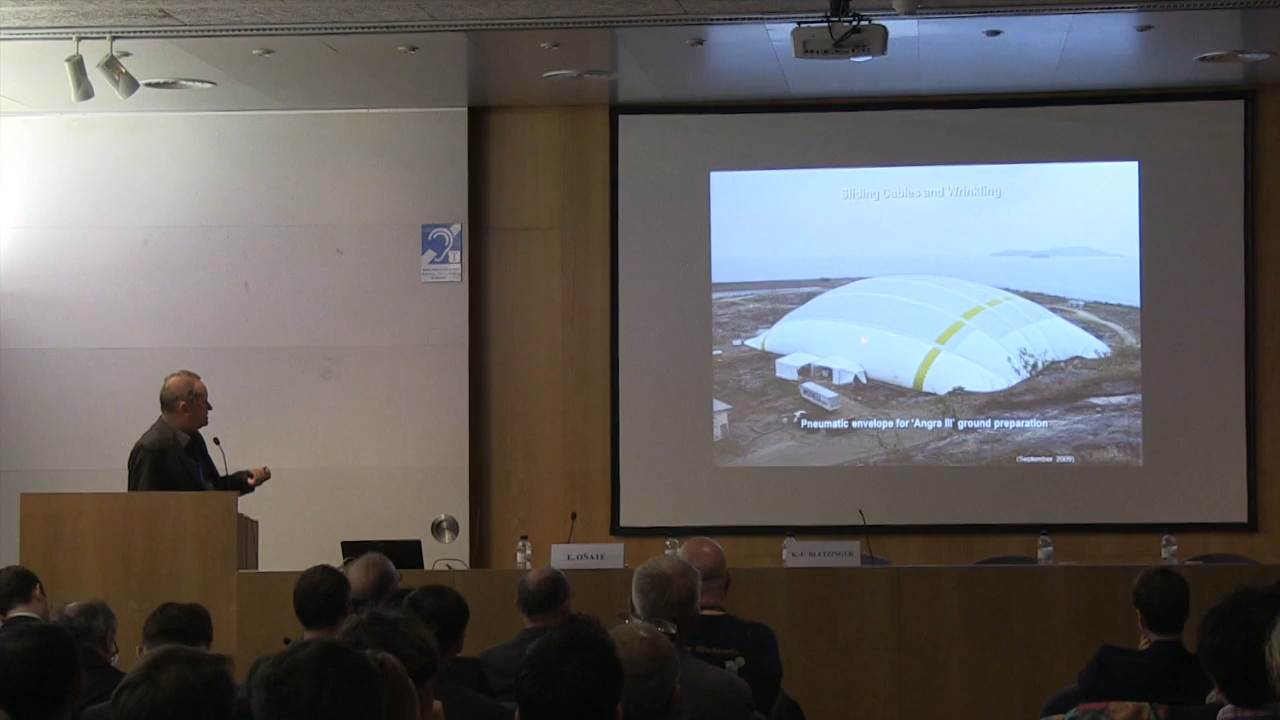 Sliding Cables and Wrinkling
Pneumatic envelope for 'Angra III' ground preparation
(September 2009)
E. OÑATE
K.-U. BLETZINGER